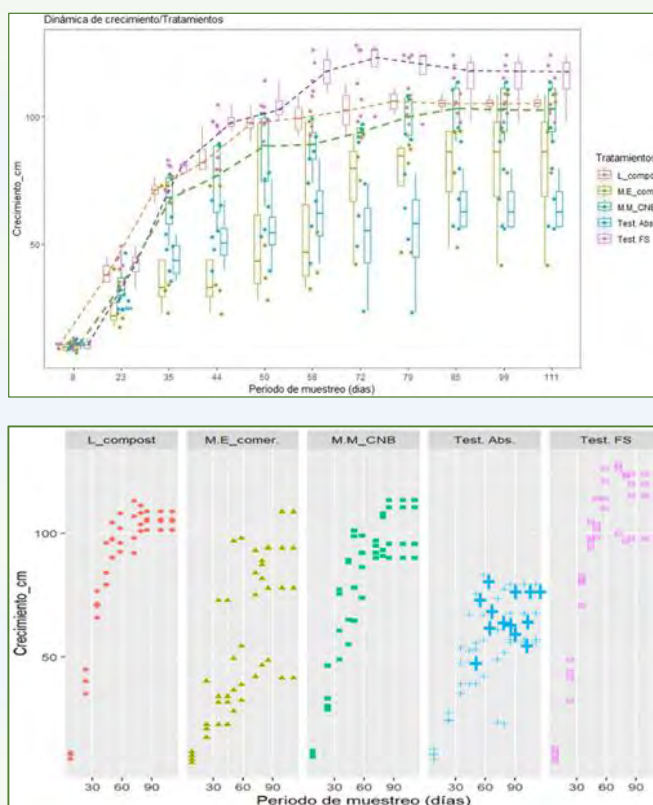 Dinámica de crecimiento/Tratamientos
Crecimiento_cm
100
50
8 23 35 44 50 58 72 79 85 99 111
Periodo de muestreo (días)
Tratamientos
L_compost
M.E_come
M.M_CNB
Test. Abs
Test. FS
L_compost M.E_comer. M.M_CNB Test. Abs. Test. FS
Crecimiento_cm
100
50
30 60 90 30 60 90 30 60 90 30 60 90 30 60 90
Periodo de muestreo (días)